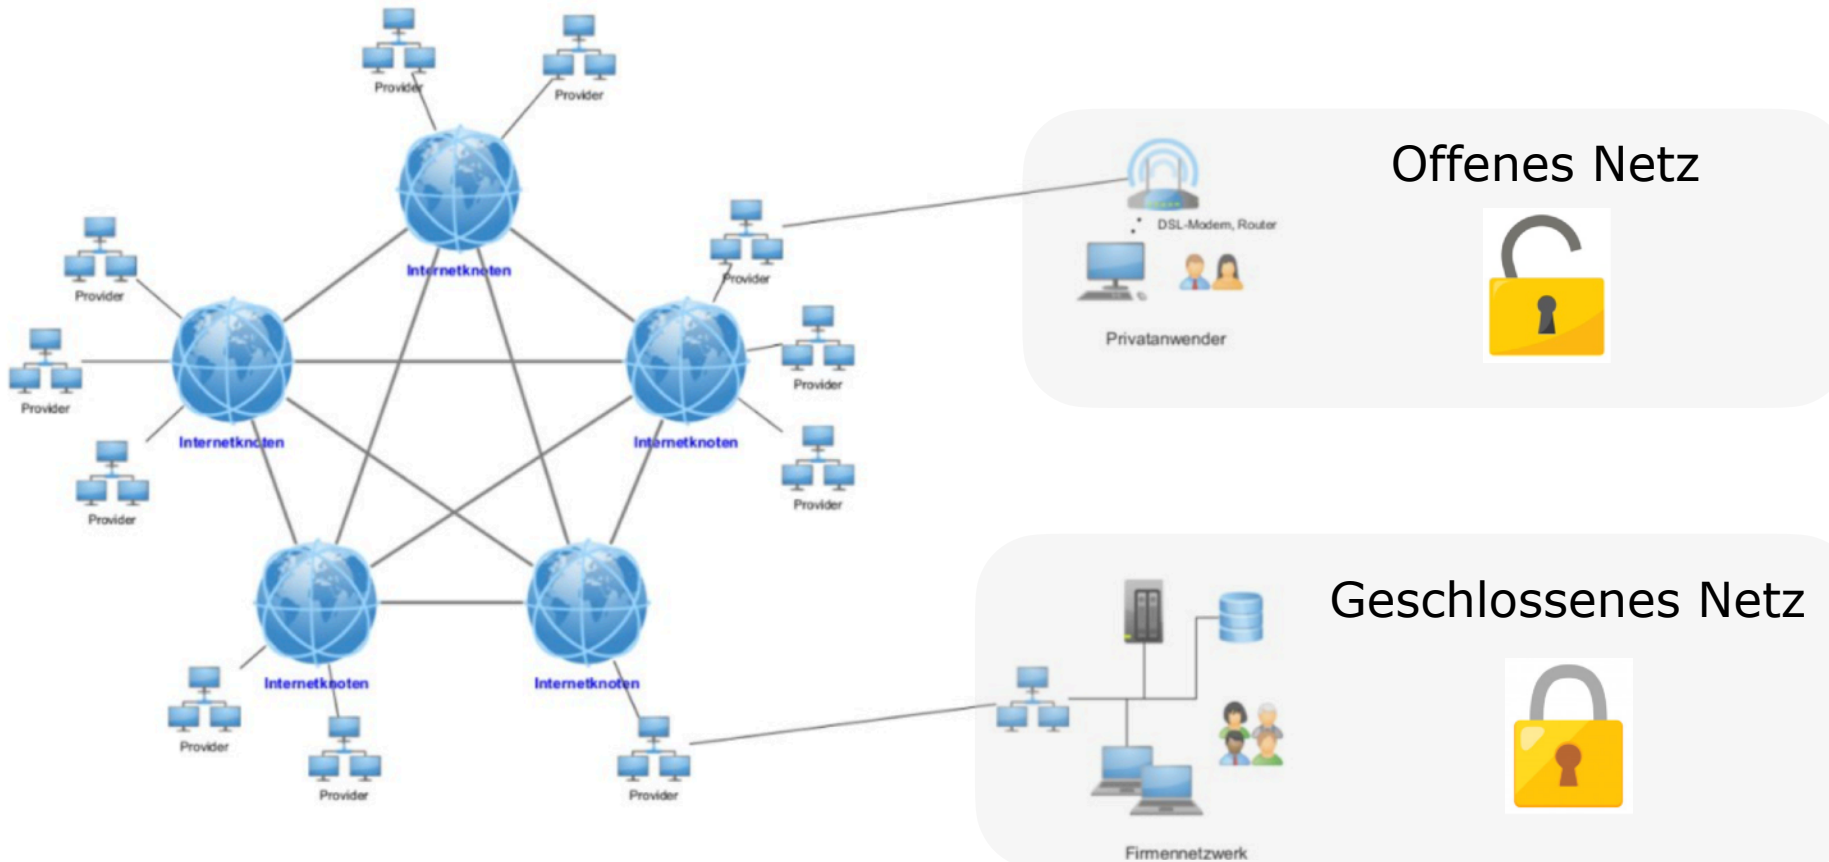 Provider
Provider
Offenes Netz
DSL-Modem, Router
Internetknoten
Provider
Provider
Privatanwender
Provider
Provider
Internetknoten
Internetknoten
Provider
Provider
Geschlossenes Netz
Internetknoten
Internetknoten
Provider
Provider
Provider
Firmennetzwerk